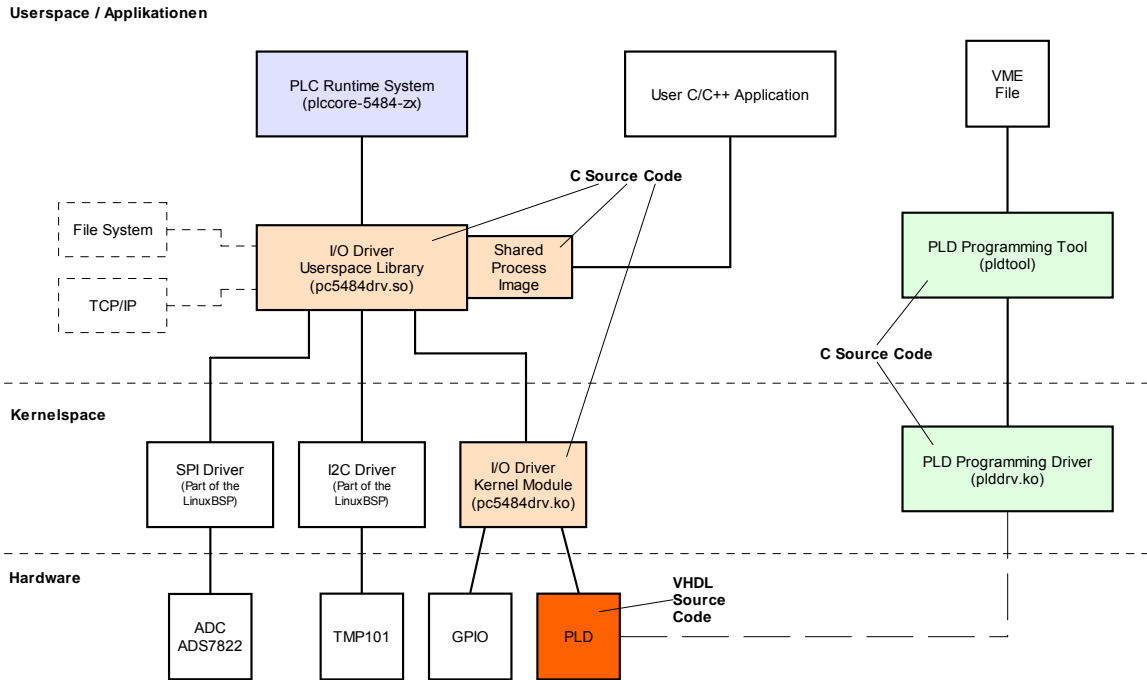 Userspace / Applikationen
PLC Runtime System
(plccore-5484-zx)
User C/C++ Application
VME
File
C Source Code
File System
TCP/IP
I/O Driver
Userspace Library
(pc5484drv.so)
Shared
Process
Image
PLD Programming Tool
(pldtool)
C Source Code
Kernelspace
SPI Driver
(Part of the
LinuxBSP)
I2C Driver
(Part of the
LinuxBSP)
I/O Driver
Kernel Module
(pc5484drv.ko)
PLD Programming Driver
(plddrv.ko)
Hardware
ADC
ADS7822
TMP101
GPIO
PLD
VHDL
Source
Code